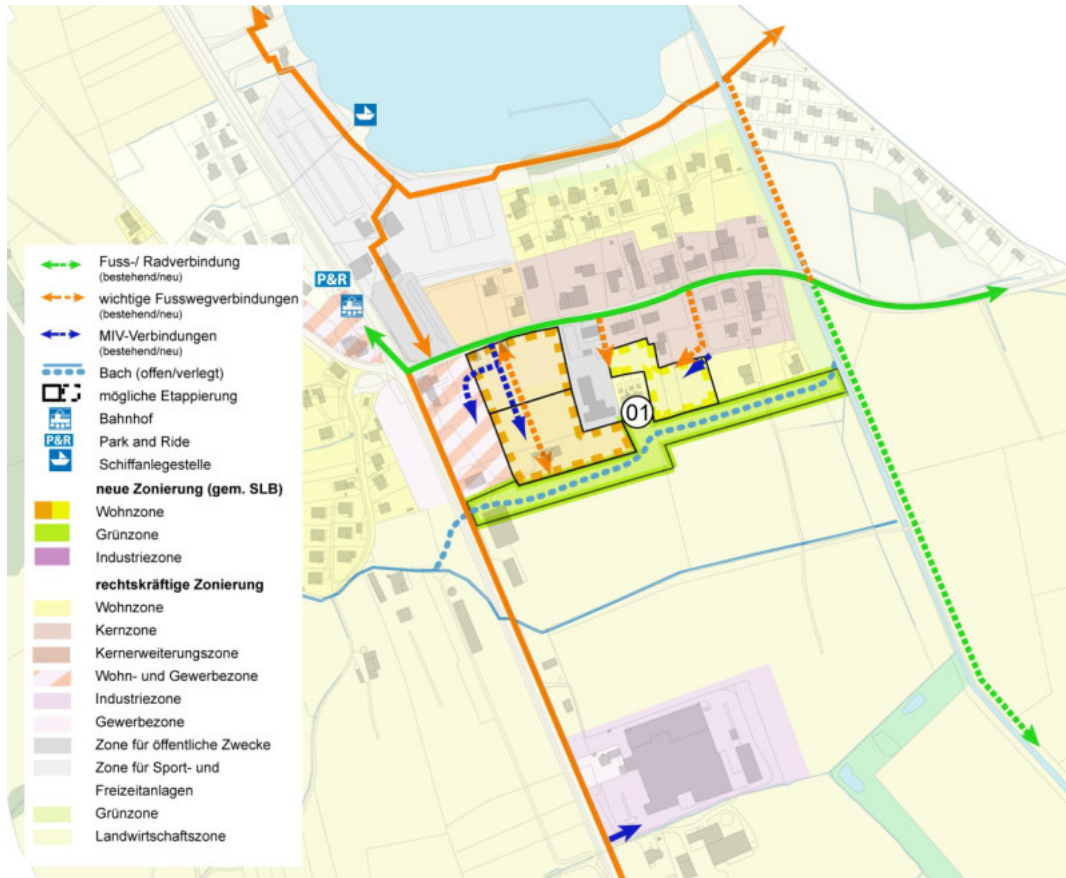 P&R
01
Fuss-/ Radverbindung
(bestehend/neu)
wichtige Fusswegverbindungen
(bestehend/neu)
MIV-Verbindungen
(bestehend/neu)
Bach (offen/verlegt)
mögliche Etappierung
Bahnhof
P&R Park and Ride
Schiffanlegestelle
neue Zonierung (gem. SLB)
Wohnzone
Grünzone
Industriezone
rechtskräftige Zonierung
Wohnzone
Kernzone
Kernerweiterungszone
Wohn- und Gewerbezone
Industriezone
Gewerbezone
Zone für öffentliche Zwecke
Zone für Sport- und
Freizeitanlagen
Grünzone
Landwirtschaftszone